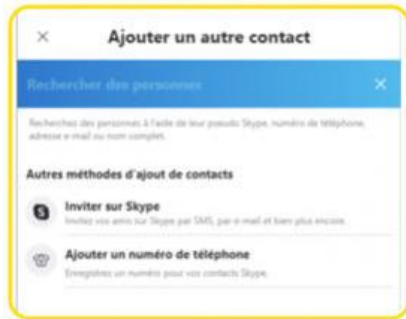 Ajouter un autre contact
Rechercher des personnes
Recherchez des personnes à l'aide de leur pseudo Skype, numéro de téléphone,
adresse e-mail ou nom complet.
Autres méthodes d'ajout de contacts
Inviter sur Skype
Invitez vos amis sur Skype par SMS, par e-mail et bien plus encore.
Ajouter un numéro de téléphone
Enregistrez un numéro pour vos contacts Skype.